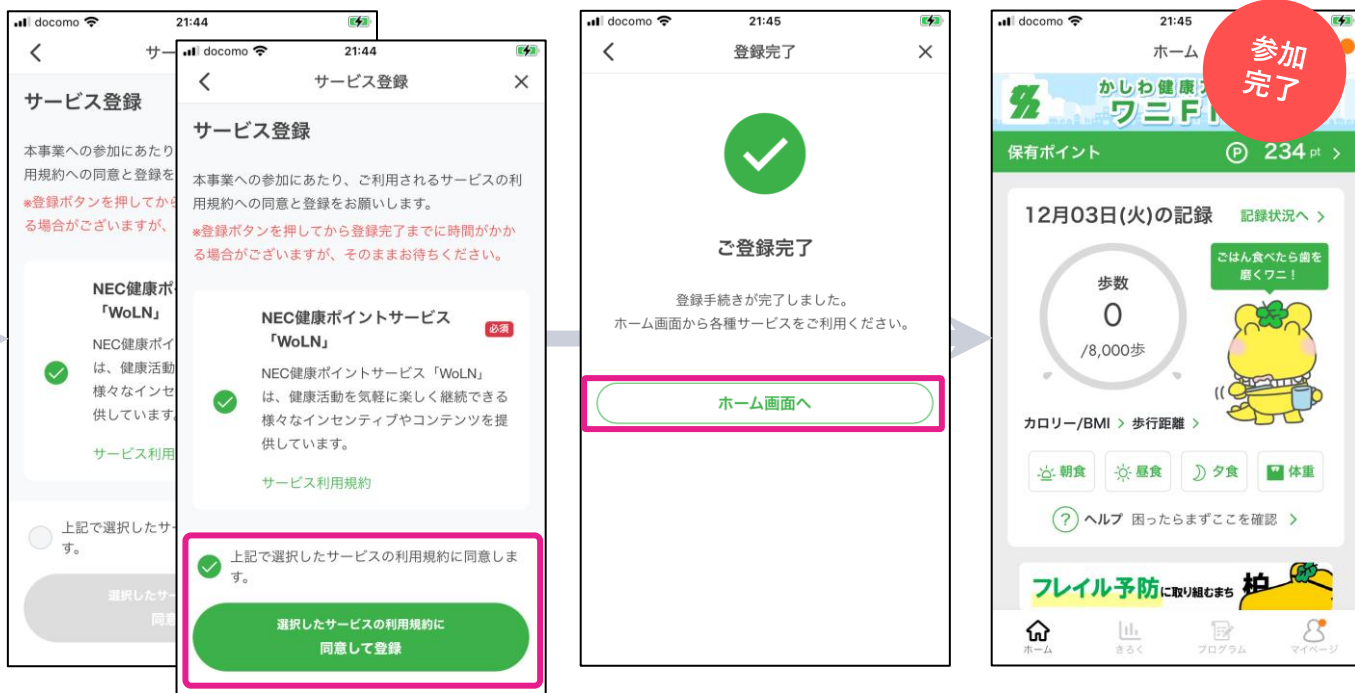 docomo 21:44
サー
サービス登録
本事業への参加にあたり
用規約への同意と登録を
※登録ボタンを押してから
る場合がございますが、
NEC健康ポイ
「WoLN」
NEC健康ポイ
は、健康活動
様々なインセ
供しています
サービス利用
上記で選択したサー
す。
選択したサー
同意
docomo 21:44
サービス登録
サービス登録
本事業への参加にあたり、ご利用されるサービスの利
用規約への同意と登録をお願いします。
※登録ボタンを押してから登録完了までに時間がかか
る場合がございますが、そのままお待ちください。
NEC健康ポイントサービス
「WoLN」
必須
NEC健康ポイントサービス「WoLN」
は、健康活動を気軽に楽しく継続できる
様々なインセンティブやコンテンツを提
供しています。
サービス利用規約
上記で選択したサービスの利用規約に同意しま
す。
選択したサービスの利用規約に
同意して登録
docomo 21:45
登録完了
ご登録完了
登録手続きが完了しました。
ホーム画面から各種サービスをご利用ください。
ホーム画面へ
docomo 21:45
ホーム
参加
完了
かしわ健康
ワニF
保有ポイント P 234 pt
12月03日(火)の記録 記録状況へ
ごはん食べたら歯を
磨くワニ！
歩数
0
/8,000歩
カロリー/BMI 歩行距離
朝食 昼食 夕食 体重
? ヘルプ 困ったらまずここを確認
フレイル予防に取り組むまち 柏
ホーム きろく プログラム マイページ